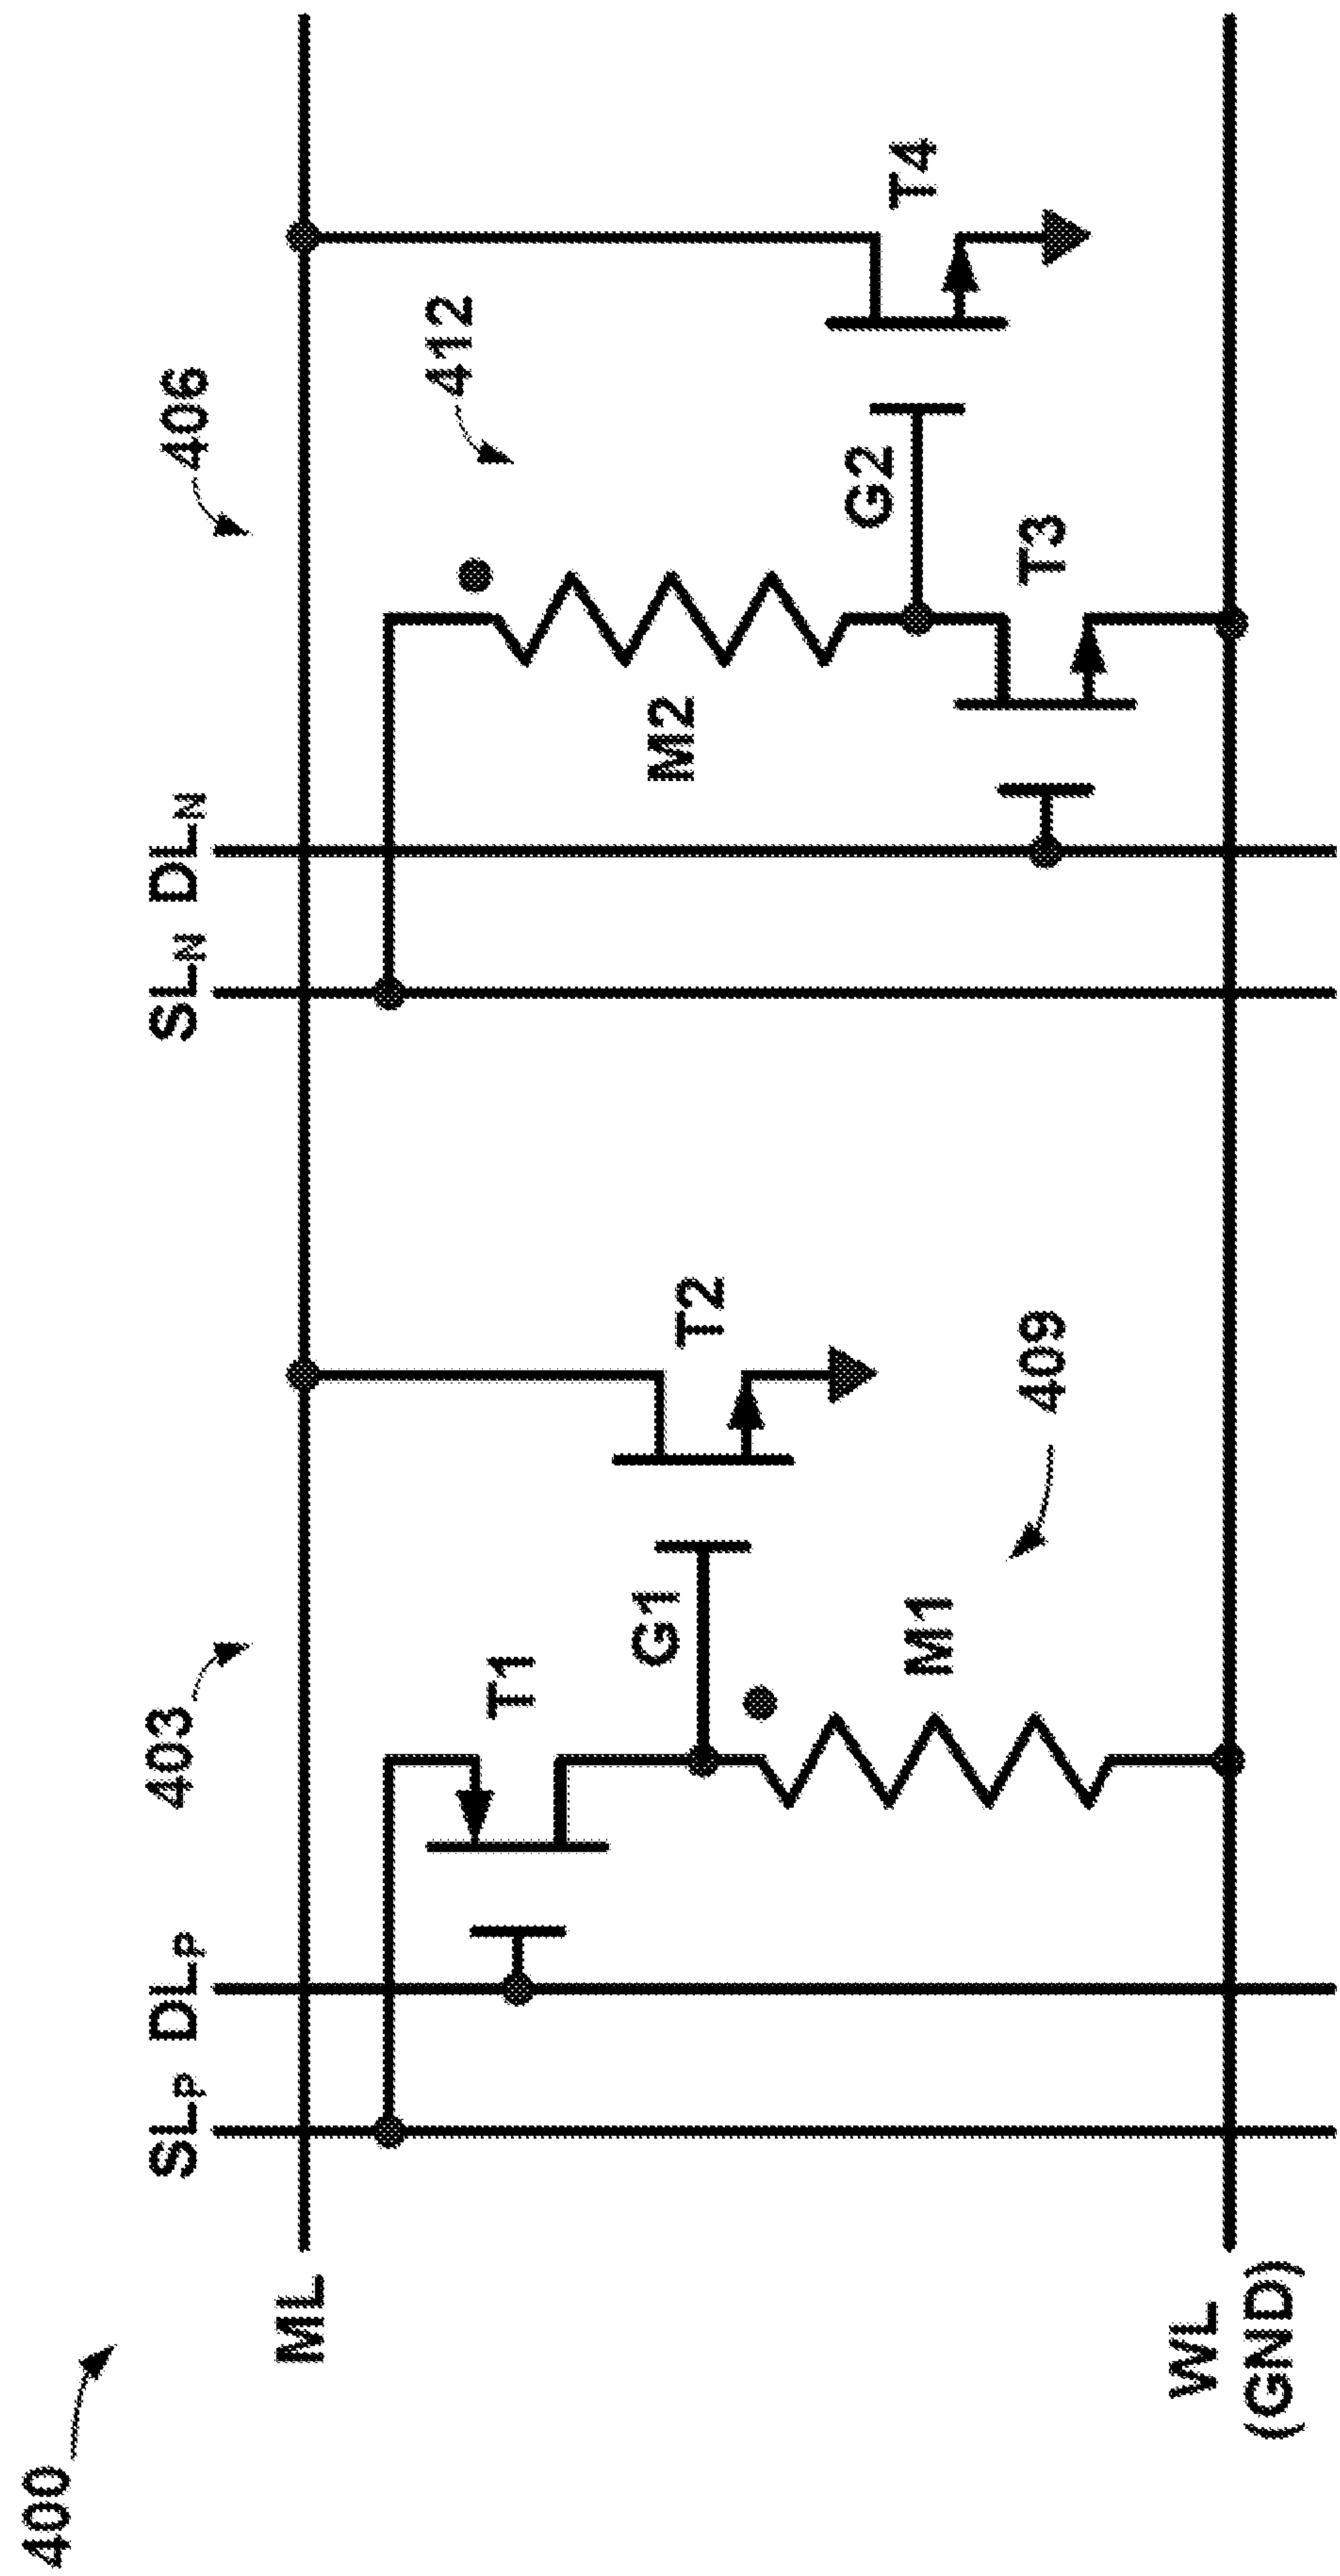 400
403
406
SLP DLP
SLN DLN
ML
T1
412
M2
G1
T2
G2
T4
M1
409
T3
WL
(GND)